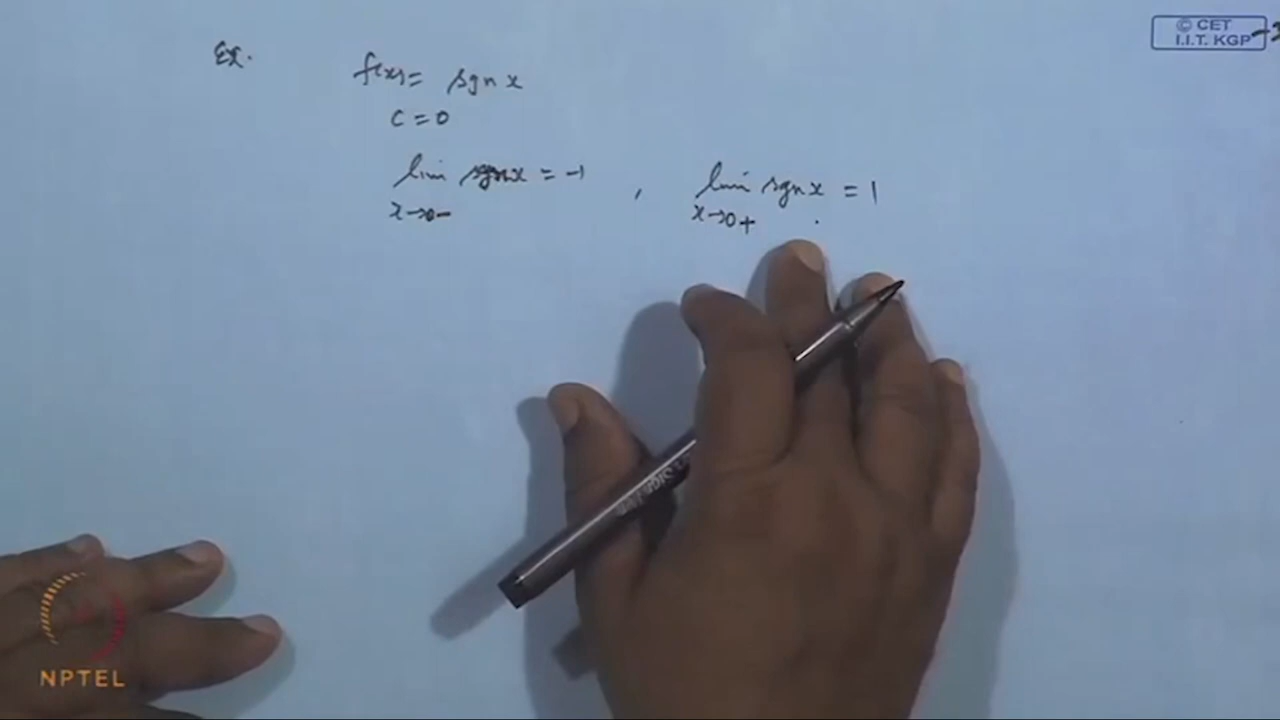 © CET
I.I.T. KGP
Ex. f(x) = sgn x
c = 0
lim sgn x = -1 , lim sgn x = 1
x→0- x→0+
NPTEL